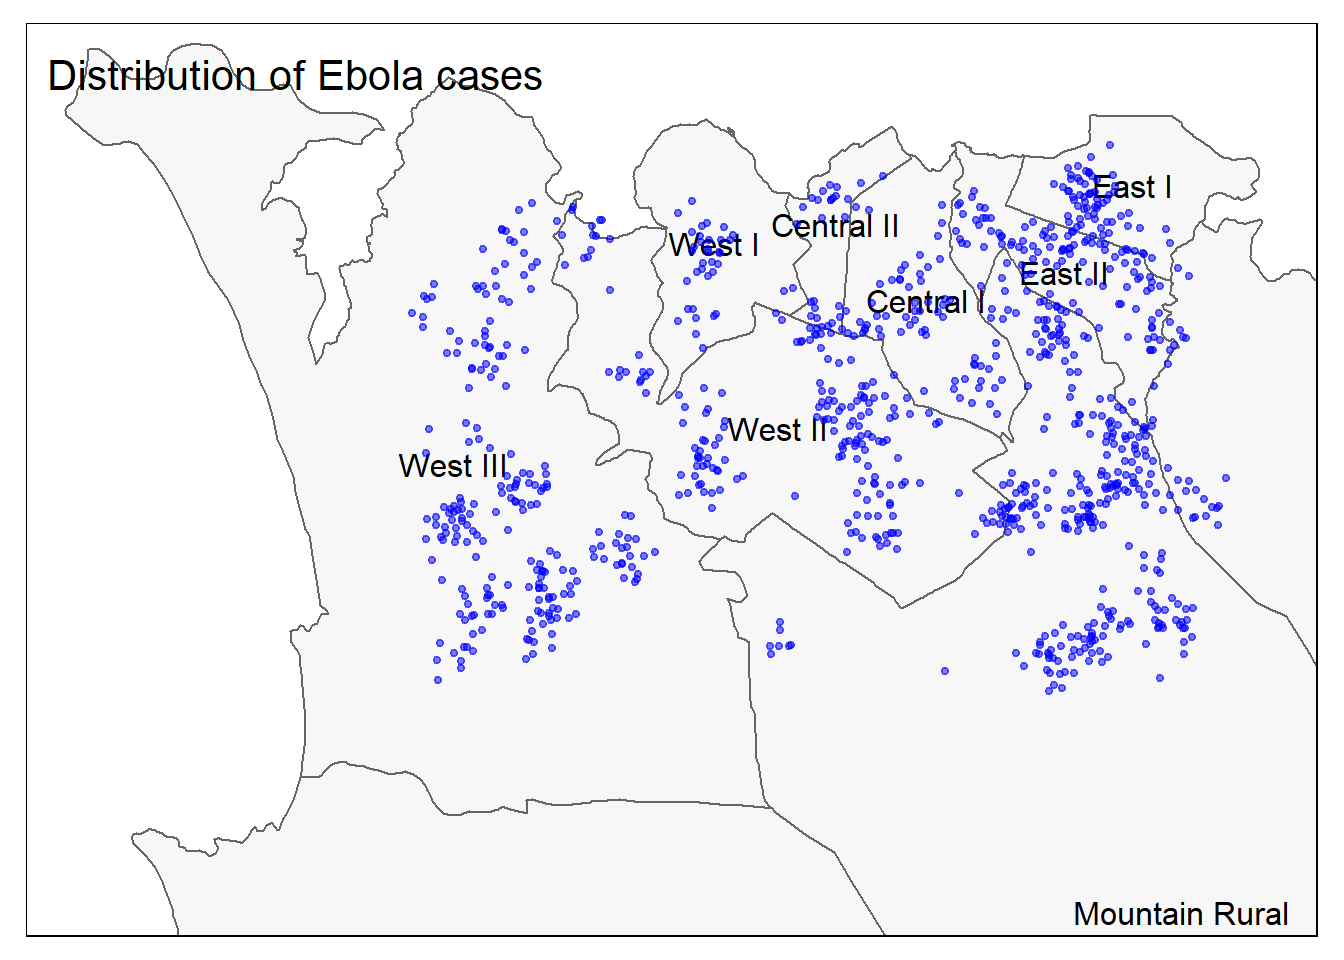 Distribution of Ebola cases
East I
Central II
West I
East II
Central I
West II
West III
Mountain Rural